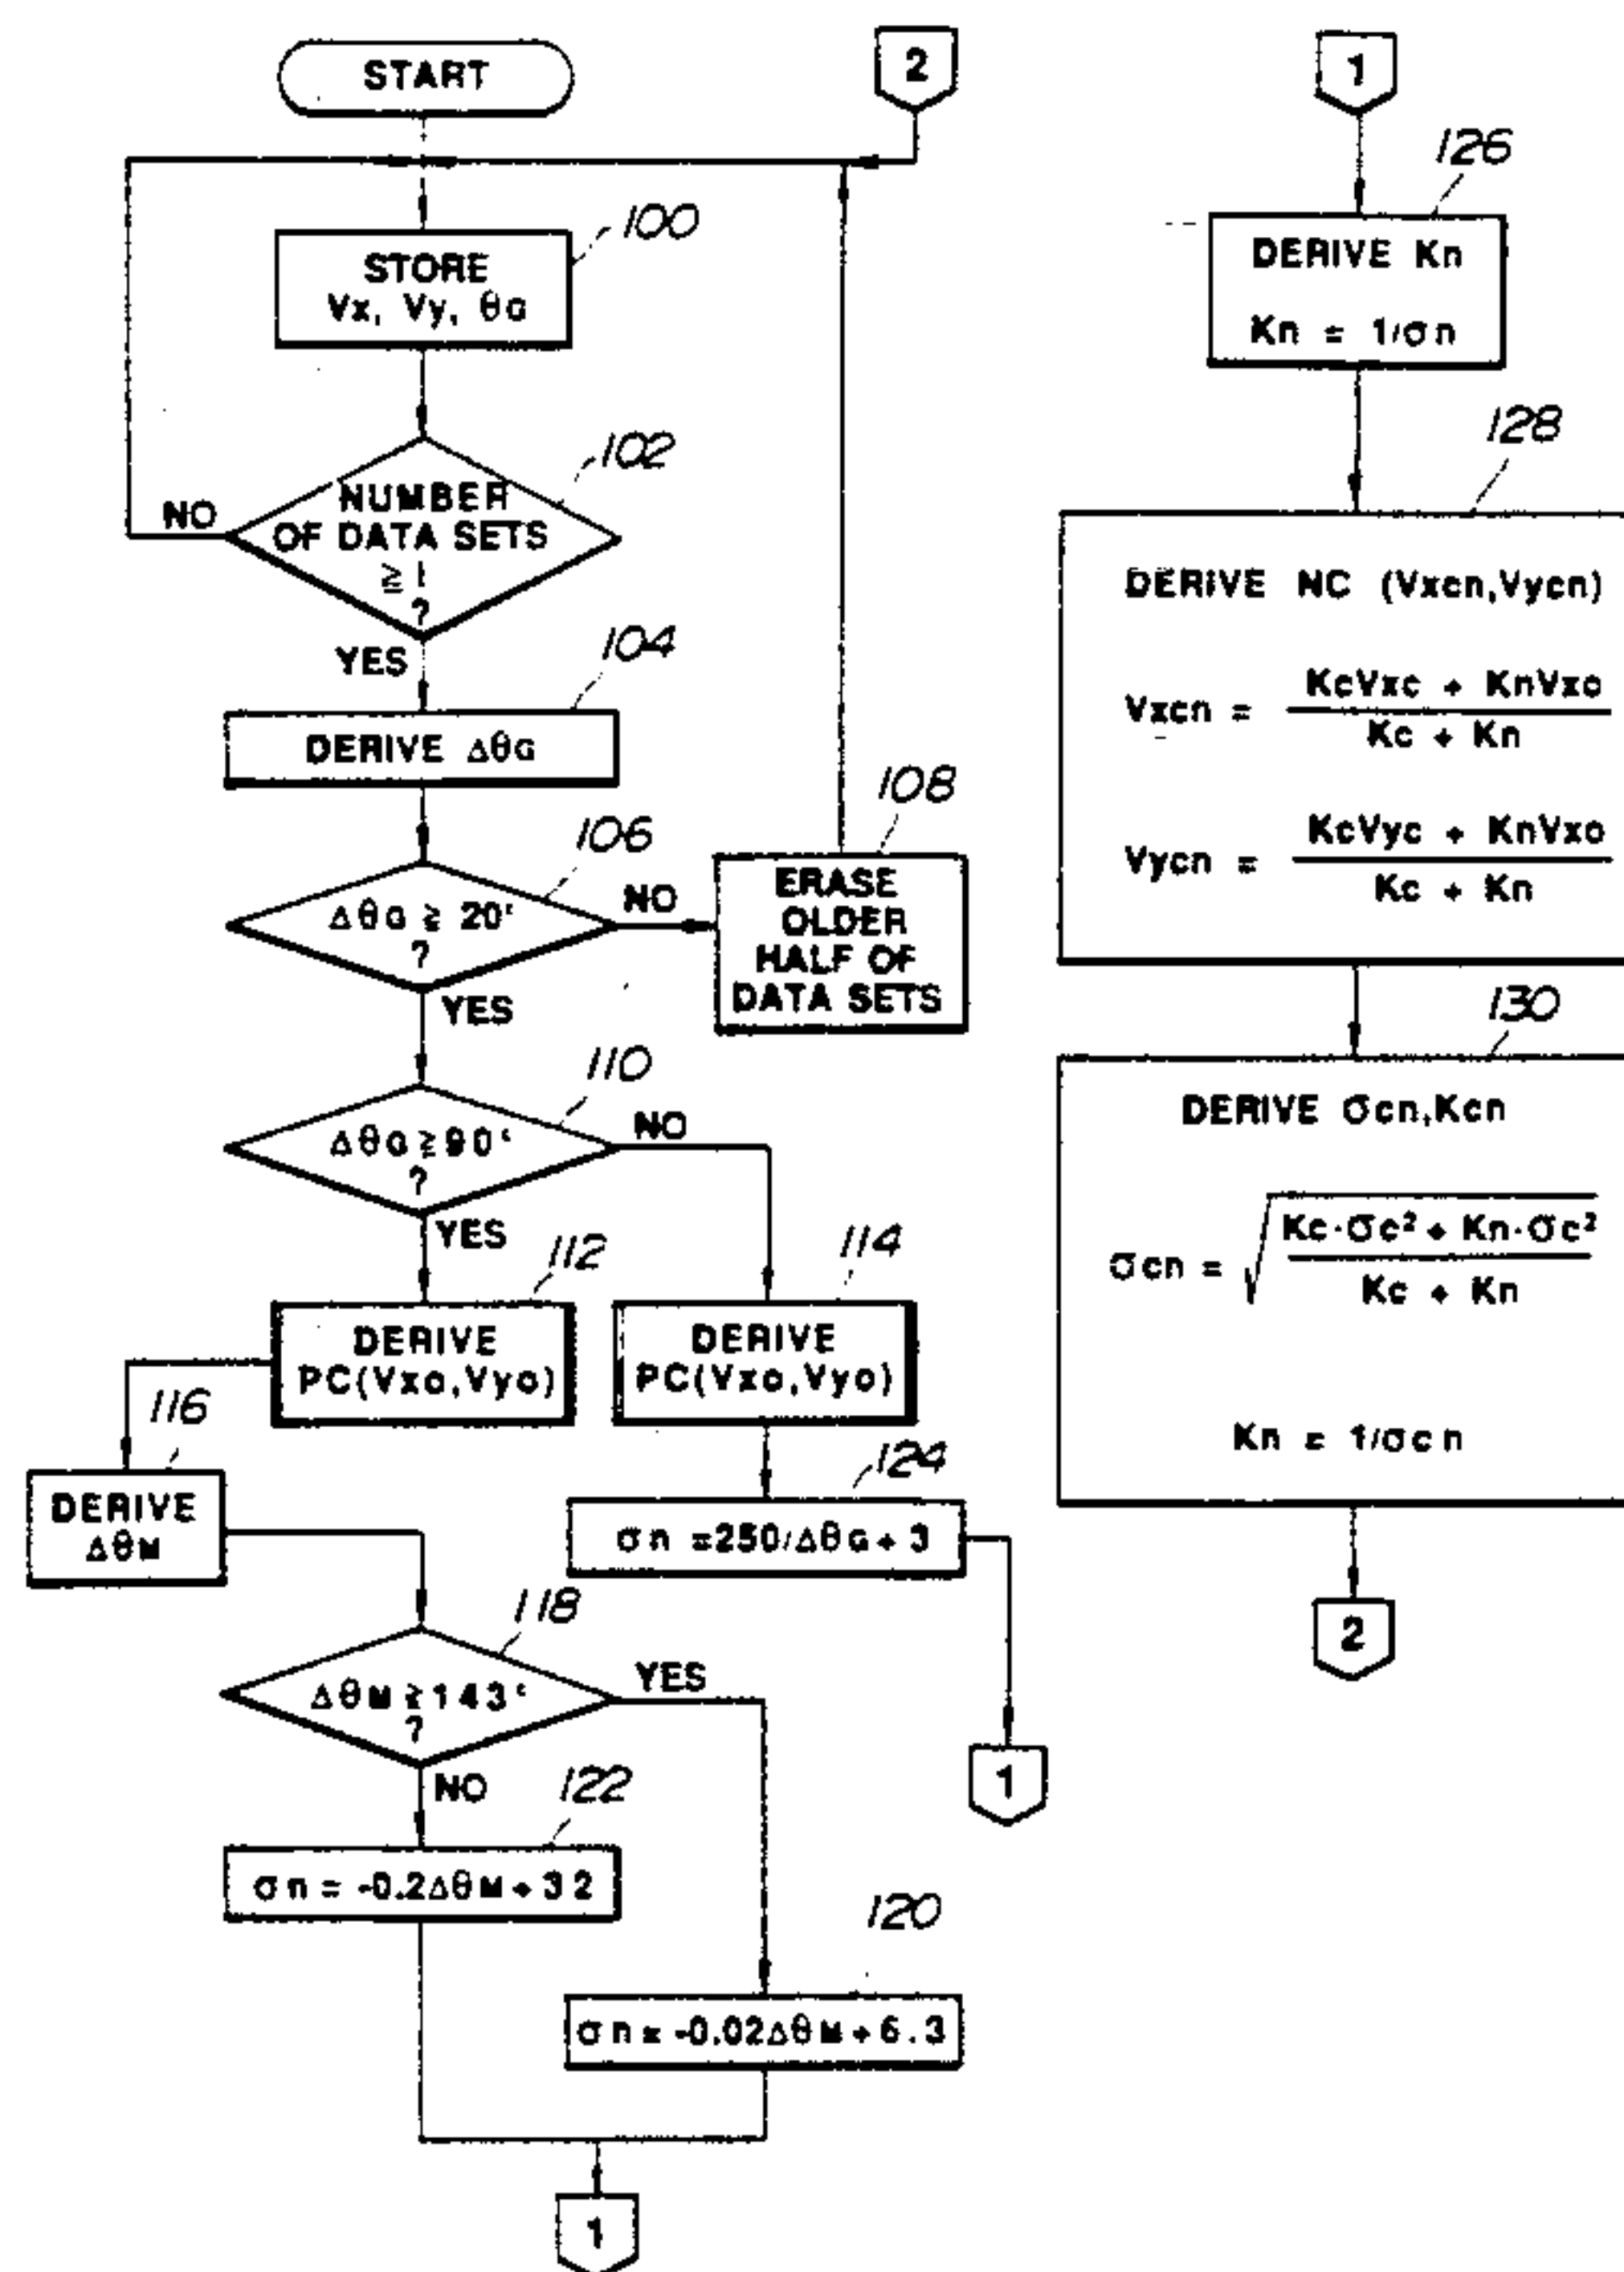 START
2
100
STORE
Vx, Vy, θG
102
NUMBER
OF DATA SETS
≧ I
?
NO
YES
104
DERIVE ΔθG
106
ΔθG ≧ 20°
?
NO
YES
108
ERASE
OLDER
HALF OF
DATA SETS
110
ΔθG ≧ 90°
?
NO
YES
112
DERIVE
PC(Vxo,Vyo)
114
DERIVE
PC(Vxo,Vyo)
116
DERIVE
ΔθM
124
σn = 250/ΔθG + 3
118
ΔθM ≧ 143°
?
YES
NO
1
122
σn = -0.2ΔθM + 32
120
σn = -0.02ΔθM + 6.3
1
1
126
DERIVE Kn
Kn = 1/σn
128
DERIVE NC (Vxcn,Vycn)
Vxcn = KcVxc + KnVxo / Kc + Kn
Vycn = KcVyc + KnVxo / Kc + Kn
130
DERIVE σcn,Kcn
σcn = √ Kc·σc² + Kn·σc² / Kc + Kn
Kn = 1/σcn
2